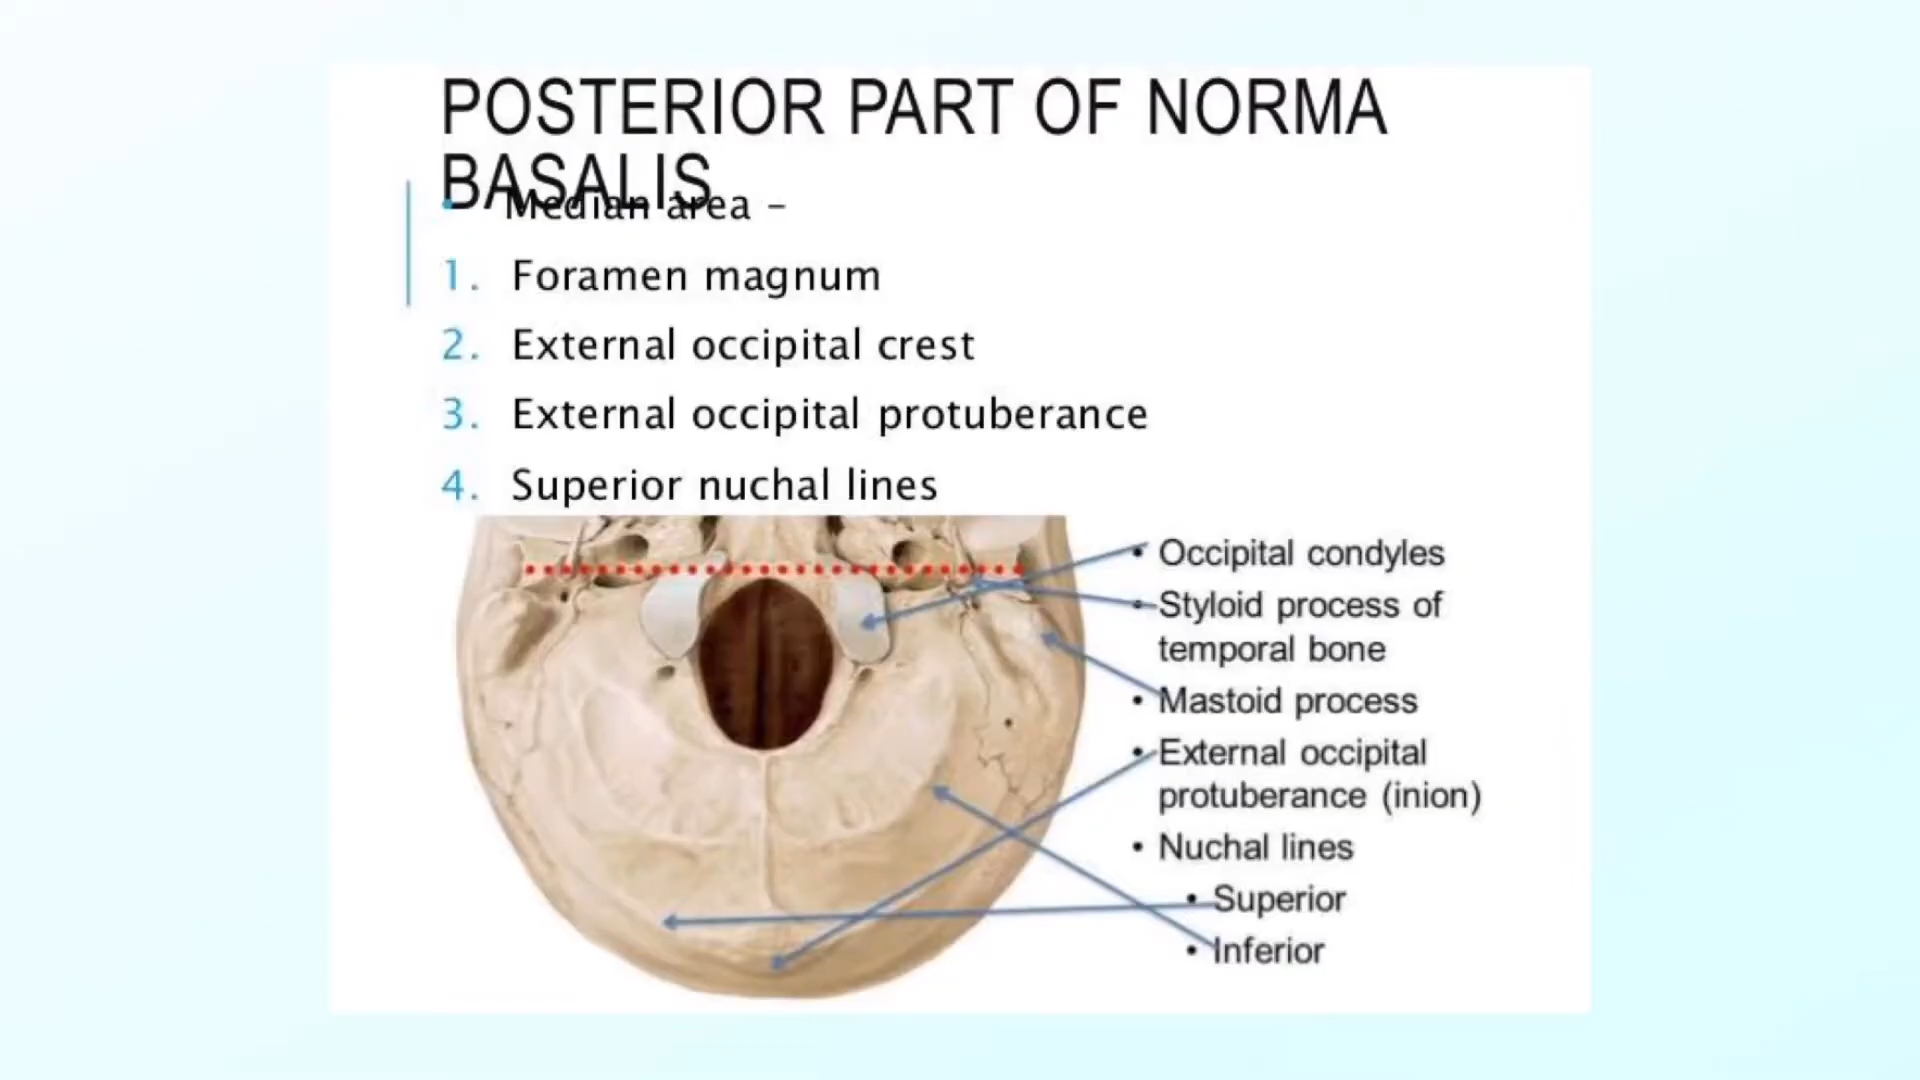 POSTERIOR PART OF NORMA
BASALIS
• Median area –
1. Foramen magnum
2. External occipital crest
3. External occipital protuberance
4. Superior nuchal lines
• Occipital condyles
• Styloid process of
temporal bone
• Mastoid process
• External occipital
protuberance (inion)
• Nuchal lines
• Superior
• Inferior